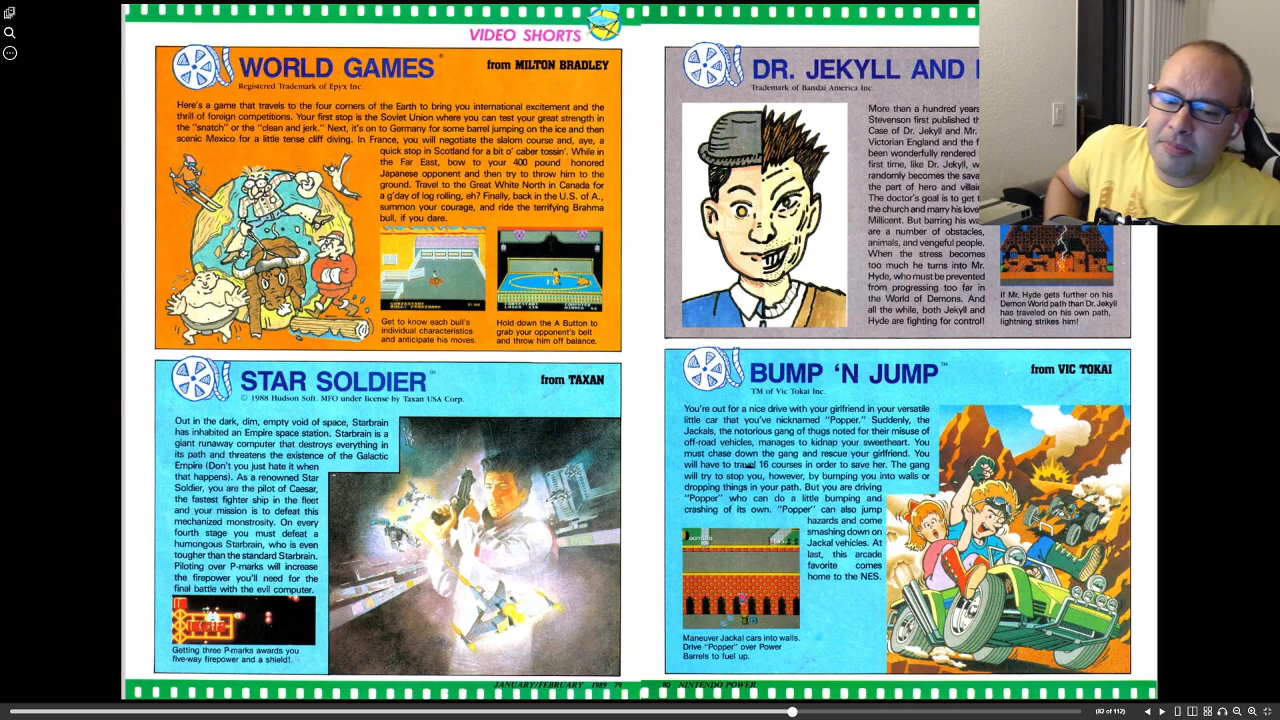 VIDEO SHORTS
WORLD GAMES®
from MILTON BRADLEY
Registered Trademark of Epyx Inc.
Here's a game that travels to the four corners of the Earth to bring you international excitement and the
thrill of foreign competitions. Your first stop is the Soviet Union where you can test your great strength in
the "snatch" or the "clean and jerk." Next, it's on to Germany for some barrel jumping on the ice and then
scenic Mexico for a little tense cliff diving. In France, you will negotiate the slalom course and, aye, a
quick stop in Scotland for a bit o' caber tossin'. While in
the Far East, bow to your 400 pound honored
Japanese opponent and then try to throw him to the
ground. Travel to the Great White North in Canada for
a g'day of log rolling, eh? Finally, back in the U.S. of A.,
summon your courage, and ride the terrifying Brahma
bull, if you dare.
Get to know each bull's
individual characteristics
and anticipate his moves.
Hold down the A Button to
grab your opponent's belt
and throw him off balance.
STAR SOLDIER™
from TAXAN
© 1988 Hudson Soft. MFO under license by Taxan USA Corp.
Out in the dark, dim, empty void of space, Starbrain
has inhabited an Empire space station. Starbrain is a
giant runaway computer that destroys everything in
its path and threatens the existence of the Galactic
Empire (Don't you just hate it when
that happens). As a renowned Star
Soldier, you are the pilot of Caesar,
the fastest fighter ship in the fleet
and your mission is to defeat this
mechanized monstrosity. On every
fourth stage you must defeat a
humongous Starbrain, who is even
tougher than the standard Starbrain.
Piloting over P-marks will increase
the firepower you'll need for the
final battle with the evil computer.
Getting three P-marks awards you
five-way firepower and a shield!
JANUARY/FEBRUARY 1989 79
DR. JEKYLL AND
Trademark of Bandai America Inc.
More than a hundred years
Stevenson first published th
Case of Dr. Jekyll and Mr.
Victorian England and the f
been wonderfully rendered
first time, like Dr. Jekyll, w
randomly becomes the sava
the part of hero and villain
The doctor's goal is to get t
the church and marry his love
Millicent. But barring his wa
are a number of obstacles,
animals, and vengeful people.
When the stress becomes
too much he turns into Mr.
Hyde, who must be prevented
from progressing too far in
the World of Demons. And
all the while, both Jekyll and
Hyde are fighting for control!
If Mr. Hyde gets further on his
Demon World path than Dr. Jekyll
has traveled on his own path,
lightning strikes him!
BUMP 'N JUMP™
from VIC TOKAI
TM of Vic Tokai Inc.
You're out for a nice drive with your girlfriend in your versatile
little car that you've nicknamed "Popper." Suddenly, the
Jackals, the notorious gang of thugs noted for their misuse of
off-road vehicles, manages to kidnap your sweetheart. You
must chase down the gang and rescue your girlfriend. You
will have to travel 16 courses in order to save her. The gang
will try to stop you, however, by bumping you into walls or
dropping things in your path. But you are driving
"Popper" who can do a little bumping and
crashing of its own. "Popper" can also jump
hazards and come
smashing down on
Jackal vehicles. At
last, this arcade
favorite comes
home to the NES.
Maneuver Jackal cars into walls.
Drive "Popper" over Power
Barrels to fuel up.
80 NINTENDO POWER
(82 of 112)